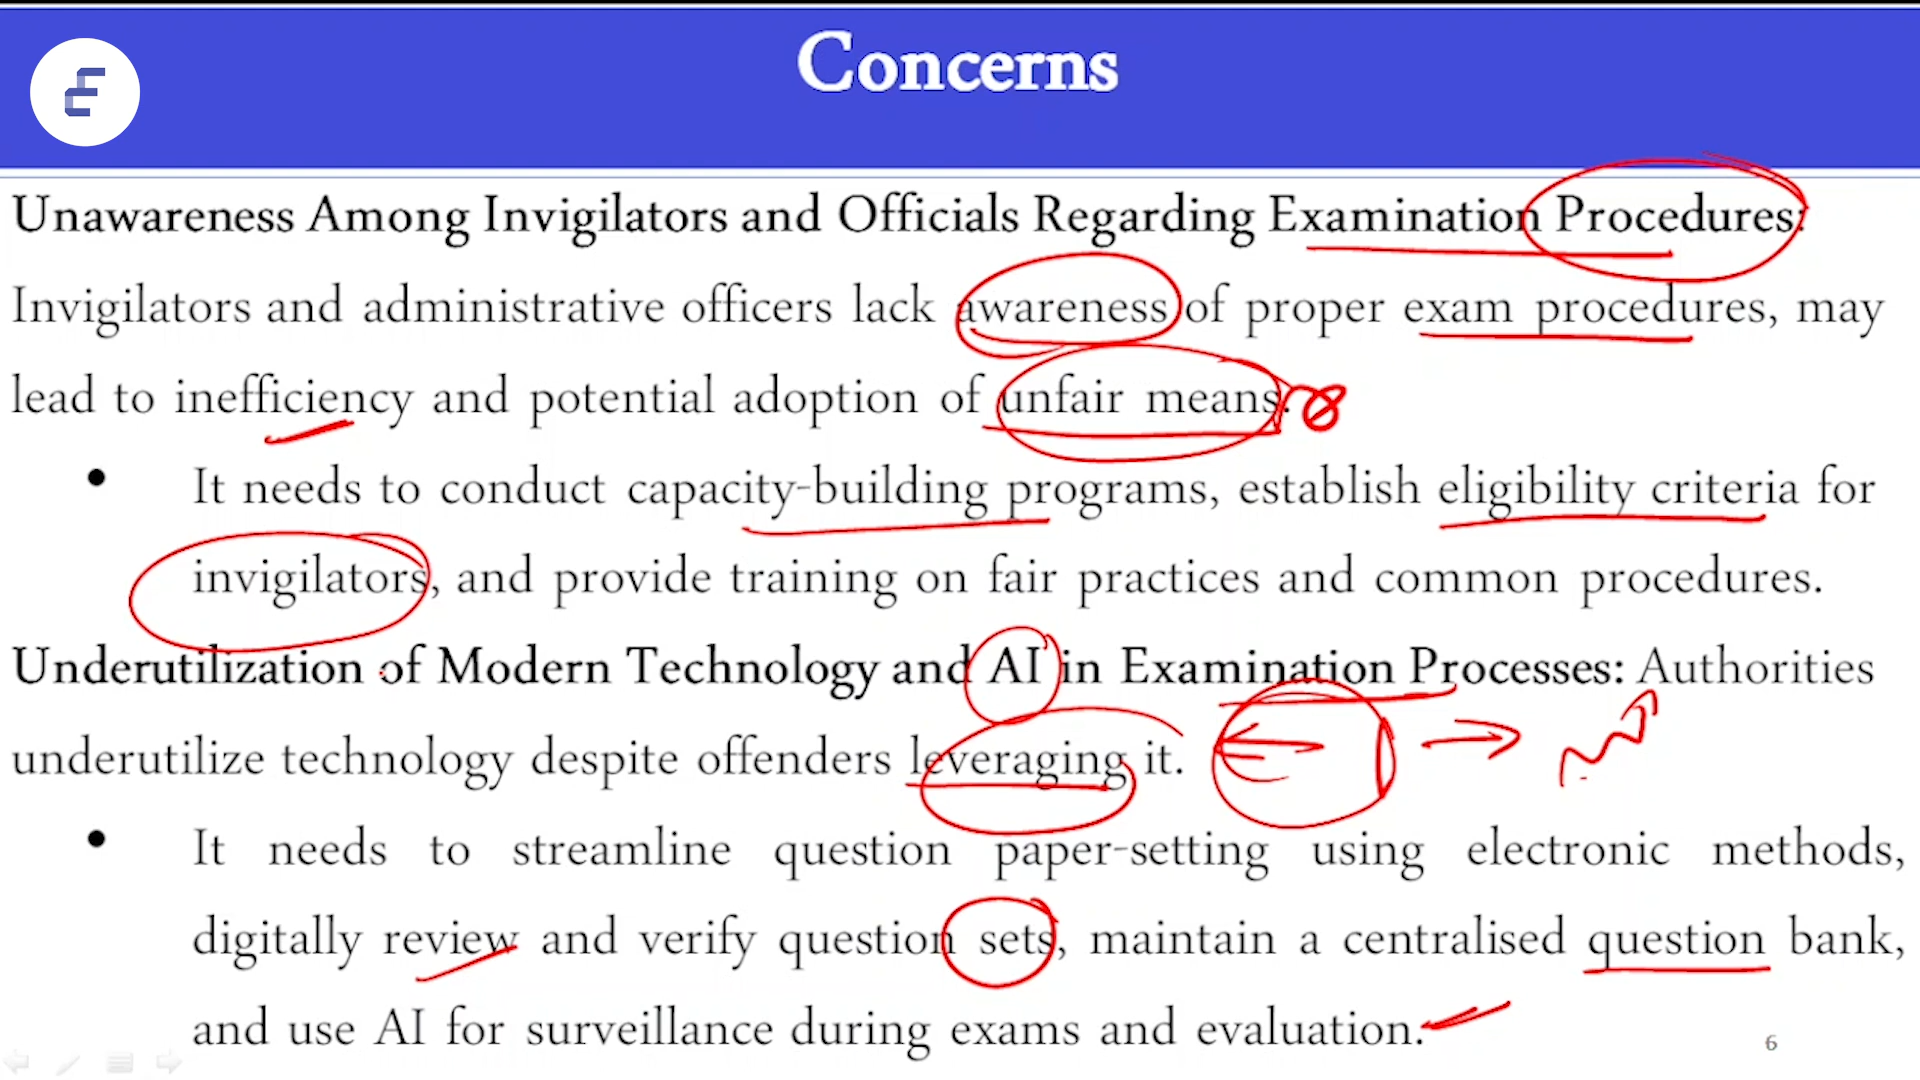 Concerns
Unawareness Among Invigilators and Officials Regarding Examination Procedures:
Invigilators and administrative officers lack awareness of proper exam procedures, may
lead to inefficiency and potential adoption of unfair means.
• It needs to conduct capacity-building programs, establish eligibility criteria for
invigilators, and provide training on fair practices and common procedures.
Underutilization of Modern Technology and AI in Examination Processes: Authorities
underutilize technology despite offenders leveraging it.
• It needs to streamline question paper-setting using electronic methods,
digitally review and verify question sets, maintain a centralised question bank,
and use AI for surveillance during exams and evaluation.
6